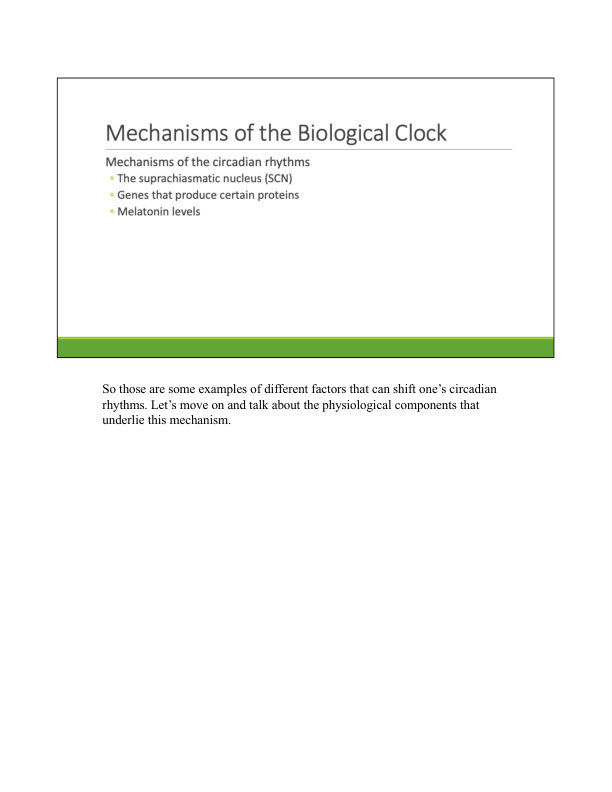 Mechanisms of the Biological Clock
Mechanisms of the circadian rhythms
• The suprachiasmatic nucleus (SCN)
• Genes that produce certain proteins
• Melatonin levels
So those are some examples of different factors that can shift one’s circadian
rhythms. Let’s move on and talk about the physiological components that
underlie this mechanism.